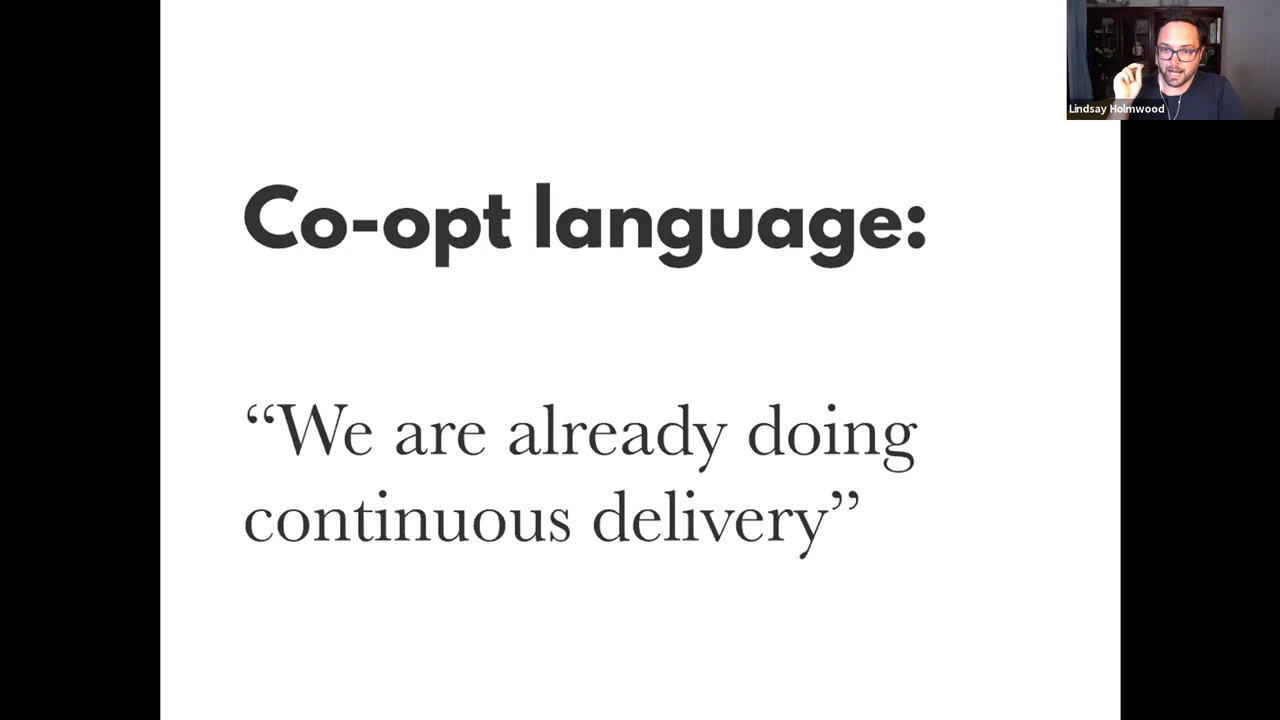 Lindsay Holmwood
Co-opt language:
“We are already doing
continuous delivery”